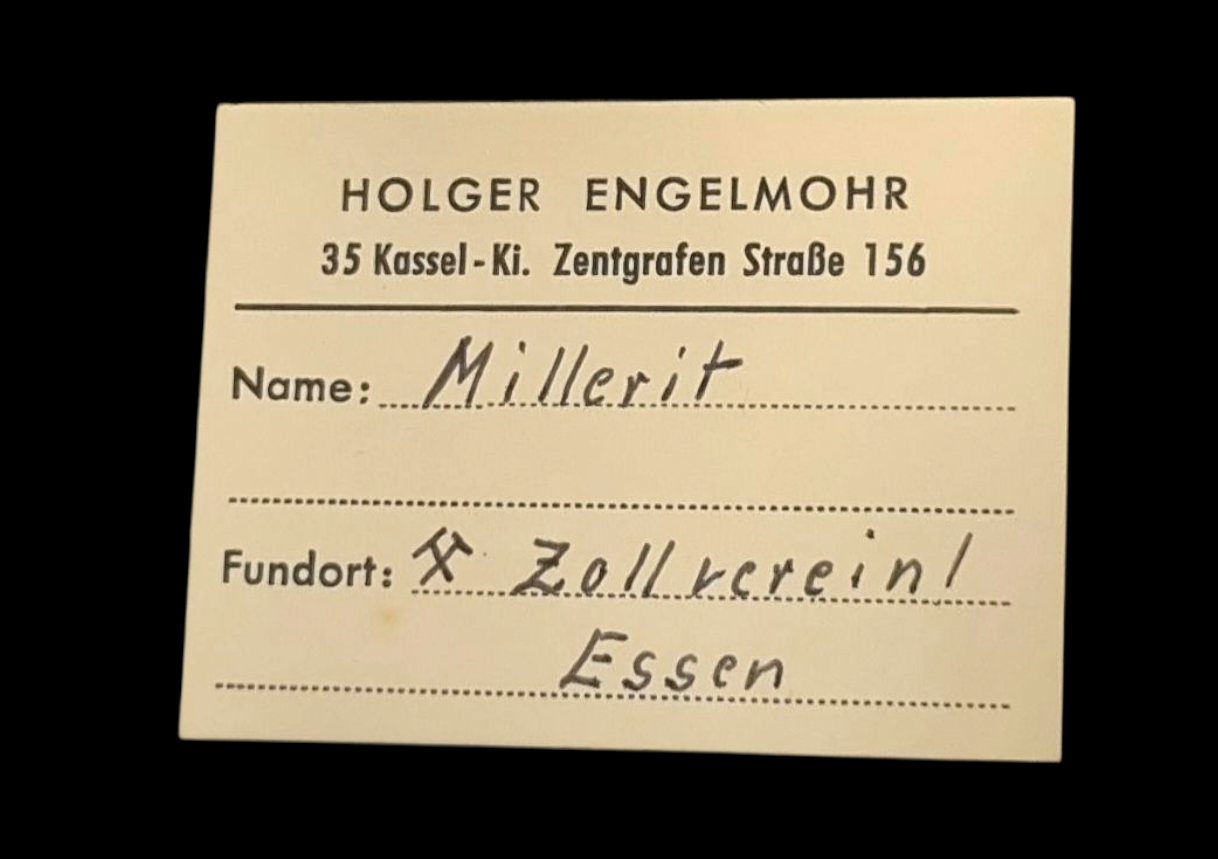 HOLGER ENGELMOHR
35 Kassel-Ki. Zentgrafen Straße 156
Name: Millerit
Fundort: ⚒ Zollverein/
Essen